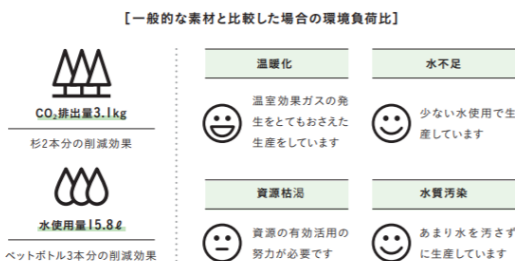 [一般的な素材と比較した場合の環境負荷比]
CO₂排出量3.1kg
杉2本分の削減効果
水使用量15.8ℓ
ペットボトル3本分の削減効果
温暖化
温室効果ガスの発
生をとてもおさえた
生産をしています
水不足
少ない水使用で生
産しています
資源枯渇
資源の有効活用の
努力が必要です
水質汚染
あまり水を汚さず
に生産しています